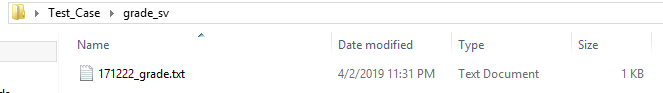 Test_Case ▸ grade_sv
Name Date modified Type Size
171222_grade.txt 4/2/2019 11:31 PM Text Document 1 KB